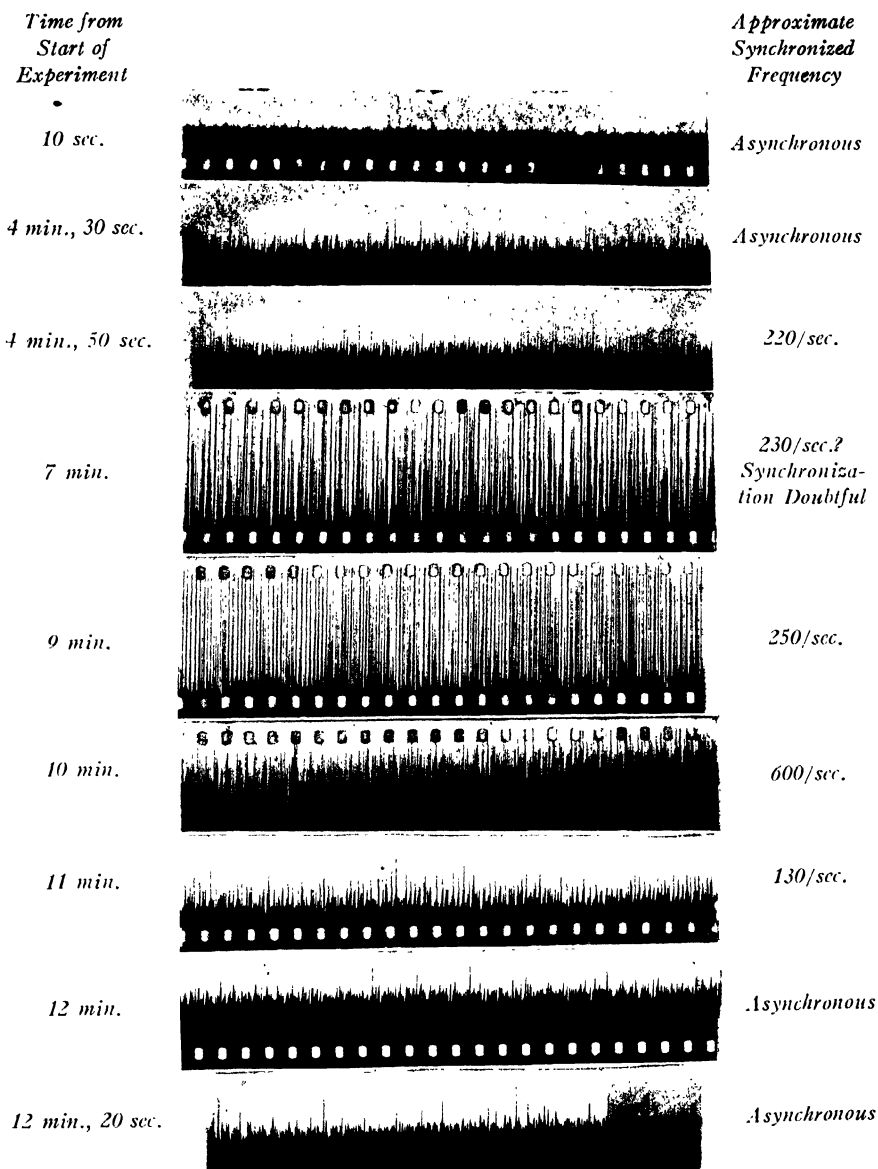 Time from
Start of
Experiment
Approximate
Synchronized
Frequency
10 sec.
Asynchronous
4 min., 30 sec.
Asynchronous
4 min., 50 sec.
220/sec.
7 min.
230/sec.?
Synchroniza-
tion Doubtful
9 min.
250/sec.
10 min.
600/sec.
11 min.
130/sec.
12 min.
Asynchronous
12 min., 20 sec.
Asynchronous